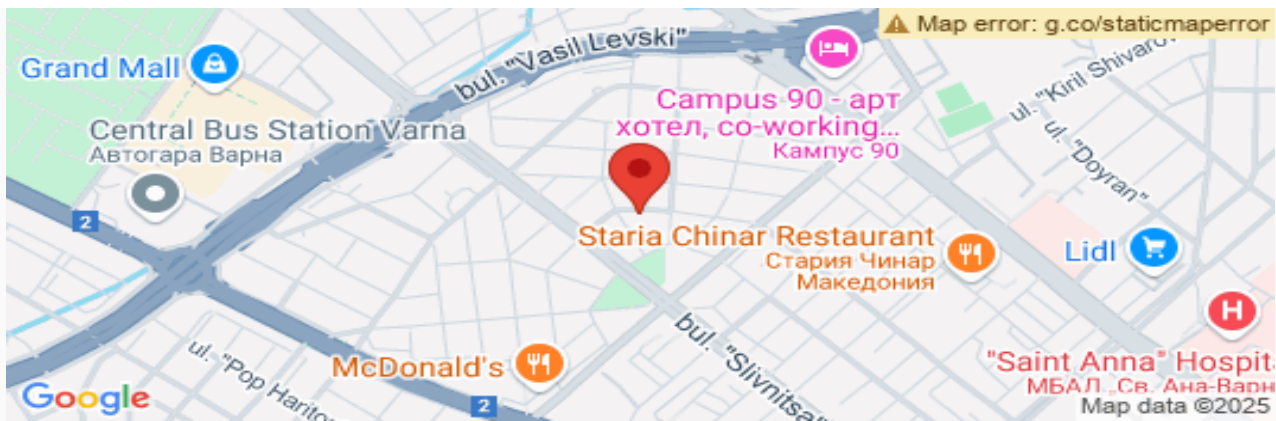 Map error: g.co/staticmaperror
Grand Mall
bul. "Vasil Levski"
Campus 90 - арт
хотел, co-working...
Кампус 90
ul. "Kiril Shivarov
ul. "Doyran"
Central Bus Station Varna
Автогара Варна
2
Staria Chinar Restaurant
Стария Чинар
Македония
Lidl
H
bul. "Slivnitsa"
McDonald's
ul. "Pop Harito
2
"Saint Anna" Hospit
МБАЛ „Св. Ана-Варн
Google
Map data ©2025